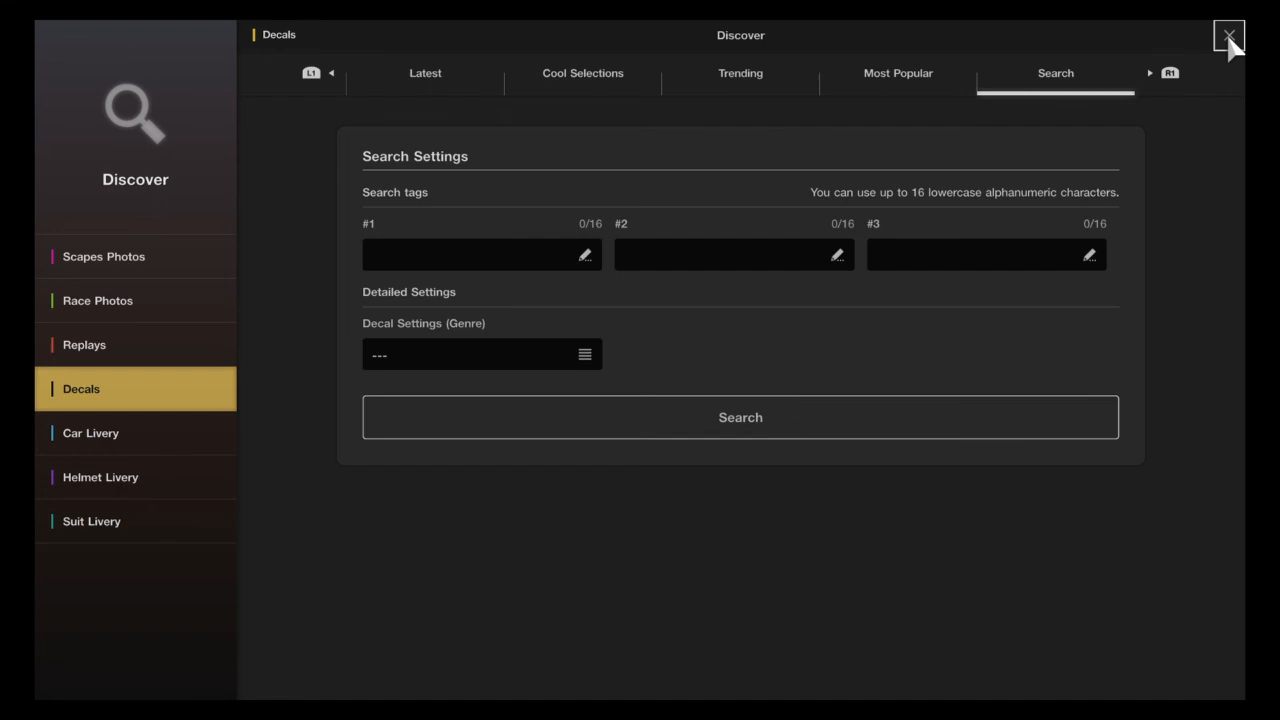 Decals
Discover
L1
Latest
Cool Selections
Trending
Most Popular
Search
R1
Discover
Scapes Photos
Race Photos
Replays
Decals
Car Livery
Helmet Livery
Suit Livery
Search Settings
Search tags
You can use up to 16 lowercase alphanumeric characters.
#1 0/16 #2 0/16 #3 0/16
Detailed Settings
Decal Settings (Genre)
---
Search